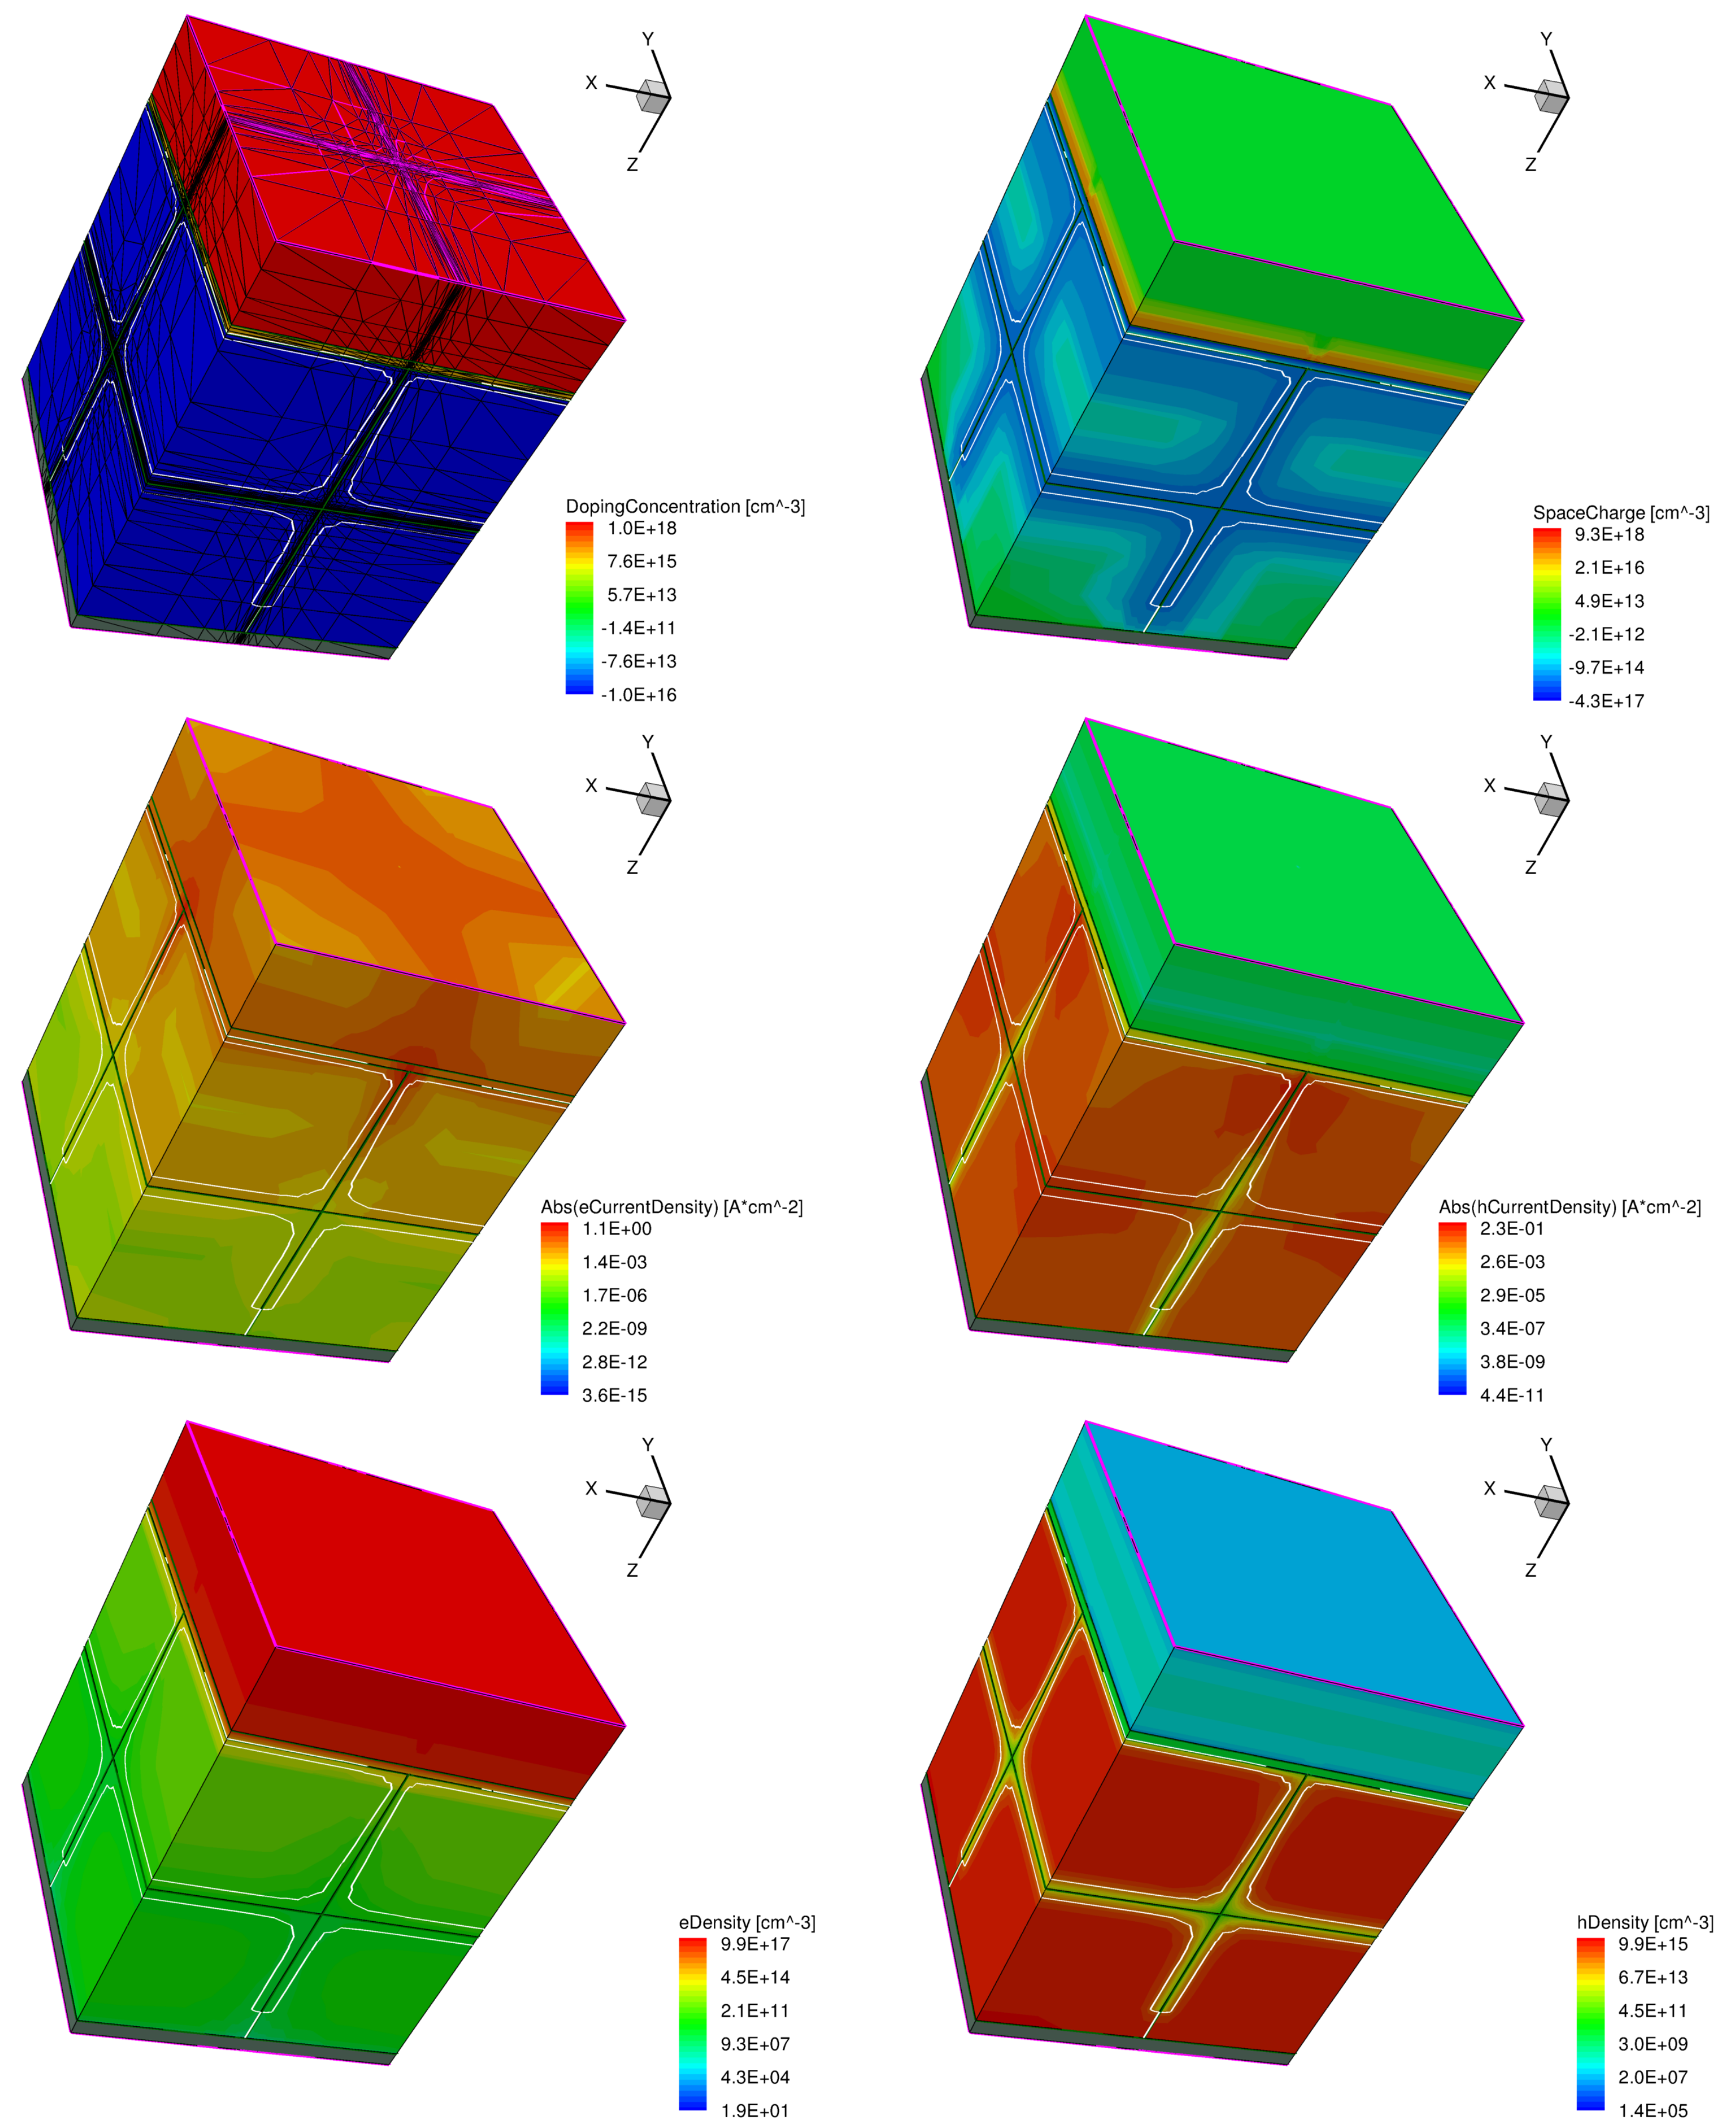 Y
X
Z
DopingConcentration [cm^-3]
1.0E+18
7.6E+15
5.7E+13
-1.4E+11
-7.6E+13
-1.0E+16
Y
X
Z
SpaceCharge [cm^-3]
9.3E+18
2.1E+16
4.9E+13
-2.1E+12
-9.7E+14
-4.3E+17
Y
X
Z
Abs(eCurrentDensity) [A*cm^-2]
1.1E+00
1.4E-03
1.7E-06
2.2E-09
2.8E-12
3.6E-15
Y
X
Z
Abs(hCurrentDensity) [A*cm^-2]
2.3E-01
2.6E-03
2.9E-05
3.4E-07
3.8E-09
4.4E-11
Y
X
Z
eDensity [cm^-3]
9.9E+17
4.5E+14
2.1E+11
9.3E+07
4.3E+04
1.9E+01
Y
X
Z
hDensity [cm^-3]
9.9E+15
6.7E+13
4.5E+11
3.0E+09
2.0E+07
1.4E+05